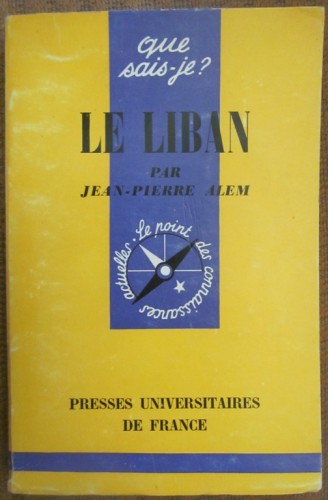 que
sais-je?
LE LIBAN
PAR
JEAN-PIERRE ALEM
Le point des connaissances actuelles.
PRESSES UNIVERSITAIRES
DE FRANCE